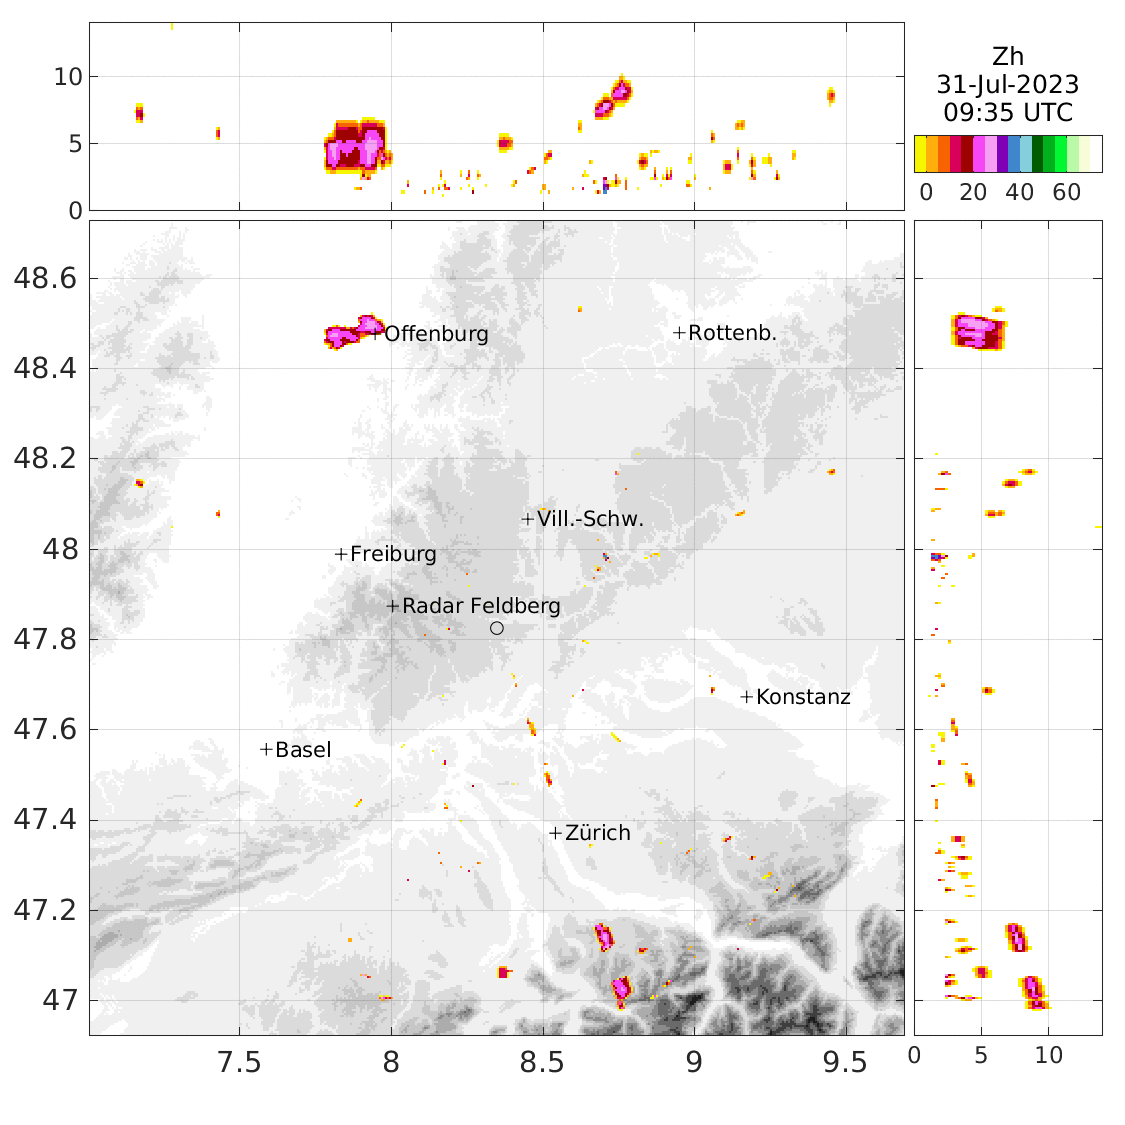 10
5
0
Zh
31-Jul-2023
09:35 UTC
0 20 40 60
48.6
Offenburg
Rottenb.
48.4
48.2
Vill.-Schw.
48
Freiburg
Radar Feldberg
47.8
Konstanz
47.6
Basel
47.4
Zürich
47.2
47
7.5 8 8.5 9 9.5
0 5 10